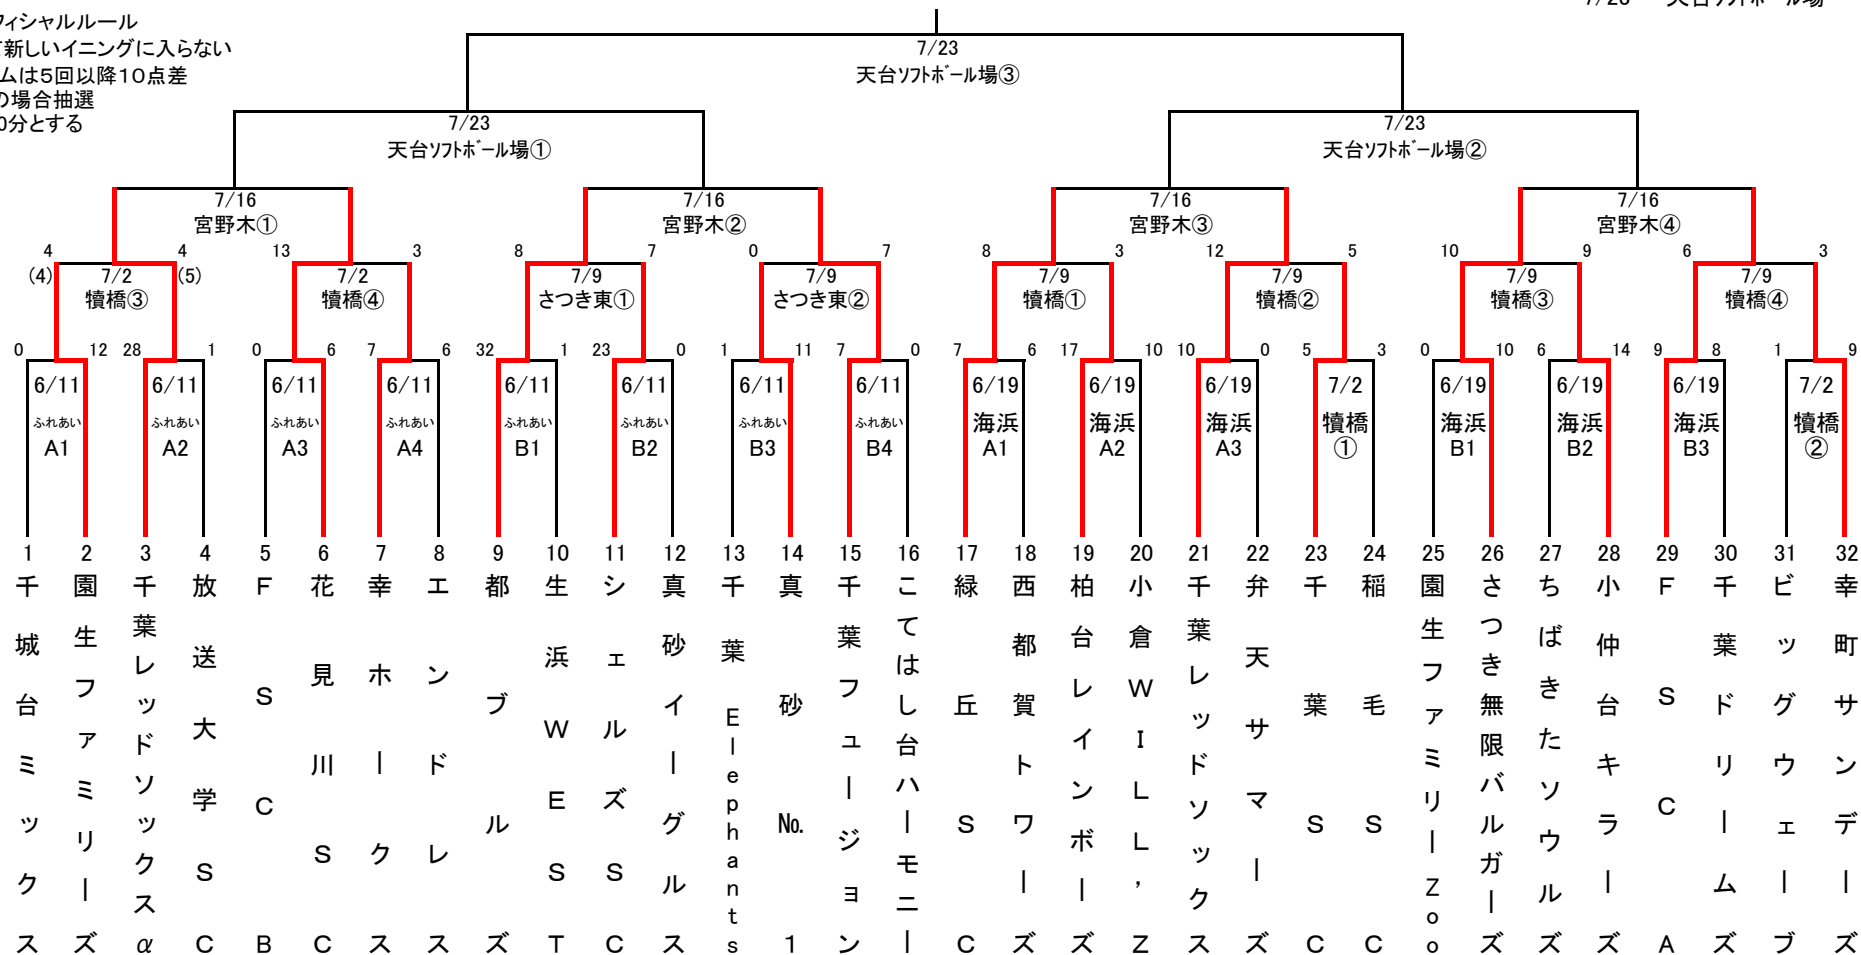 フィシャルルール
て新しいイニングに入らない
ムは5回以降10点差
の場合抽選
0分とする
7/23
天台ソフトボール場③
7/23
天台ソフトボール場①
7/23
天台ソフトボール場②
7/16
宮野木①
7/16
宮野木②
7/16
宮野木③
7/16
宮野木④
4 4 13 3 8 7 0 7 8 3 12 5 10 9 6 3
(4) 7/2 (5) 7/2 7/9 7/9 7/9 7/9 7/9 7/9
犢橋③ 犢橋④ さつき東① さつき東② 犢橋① 犢橋② 犢橋③ 犢橋④
0 12 28 1 0 6 7 6 32 1 23 0 1 11 7 0 7 6 17 10 10 0 5 3 0 10 6 14 9 8 1 9
6/11 6/11 6/11 6/11 6/11 6/11 6/11 6/11 6/19 6/19 6/19 7/2 6/19 6/19 6/19 7/2
ふれあい ふれあい ふれあい ふれあい ふれあい ふれあい ふれあい ふれあい 海浜 海浜 海浜 犢橋 海浜 海浜 海浜 犢橋
A1 A2 A3 A4 B1 B2 B3 B4 A1 A2 A3 ① B1 B2 B3 ②
1 千城台ミックス
2 園生ファミリーズ
3 千葉レッドソックスα
4 放送大学SC
5 FSCB
6 花見川SC
7 幸ホークス
8 エンドレス
9 都ブルズ
10 生浜WEST
11 シェルズSC
12 真砂イーグルス
13 千葉Elephants
14 真砂№1
15 千葉フュージョン
16 こてはし台ハーモニー
17 緑丘SC
18 西都賀トワーズ
19 柏台レインボーズ
20 小倉WILL’Z
21 千葉レッドソックス
22 弁天サマーズ
23 千葉SC
24 稲毛SC
25 園生ファミリーZoo
26 さつき無限バルガーズ
27 ちばきたソウルズ
28 小仲台キラーズ
29 FSCA
30 千葉ドリームズ
31 ビッグウェーブ
32 幸町サンデーズ